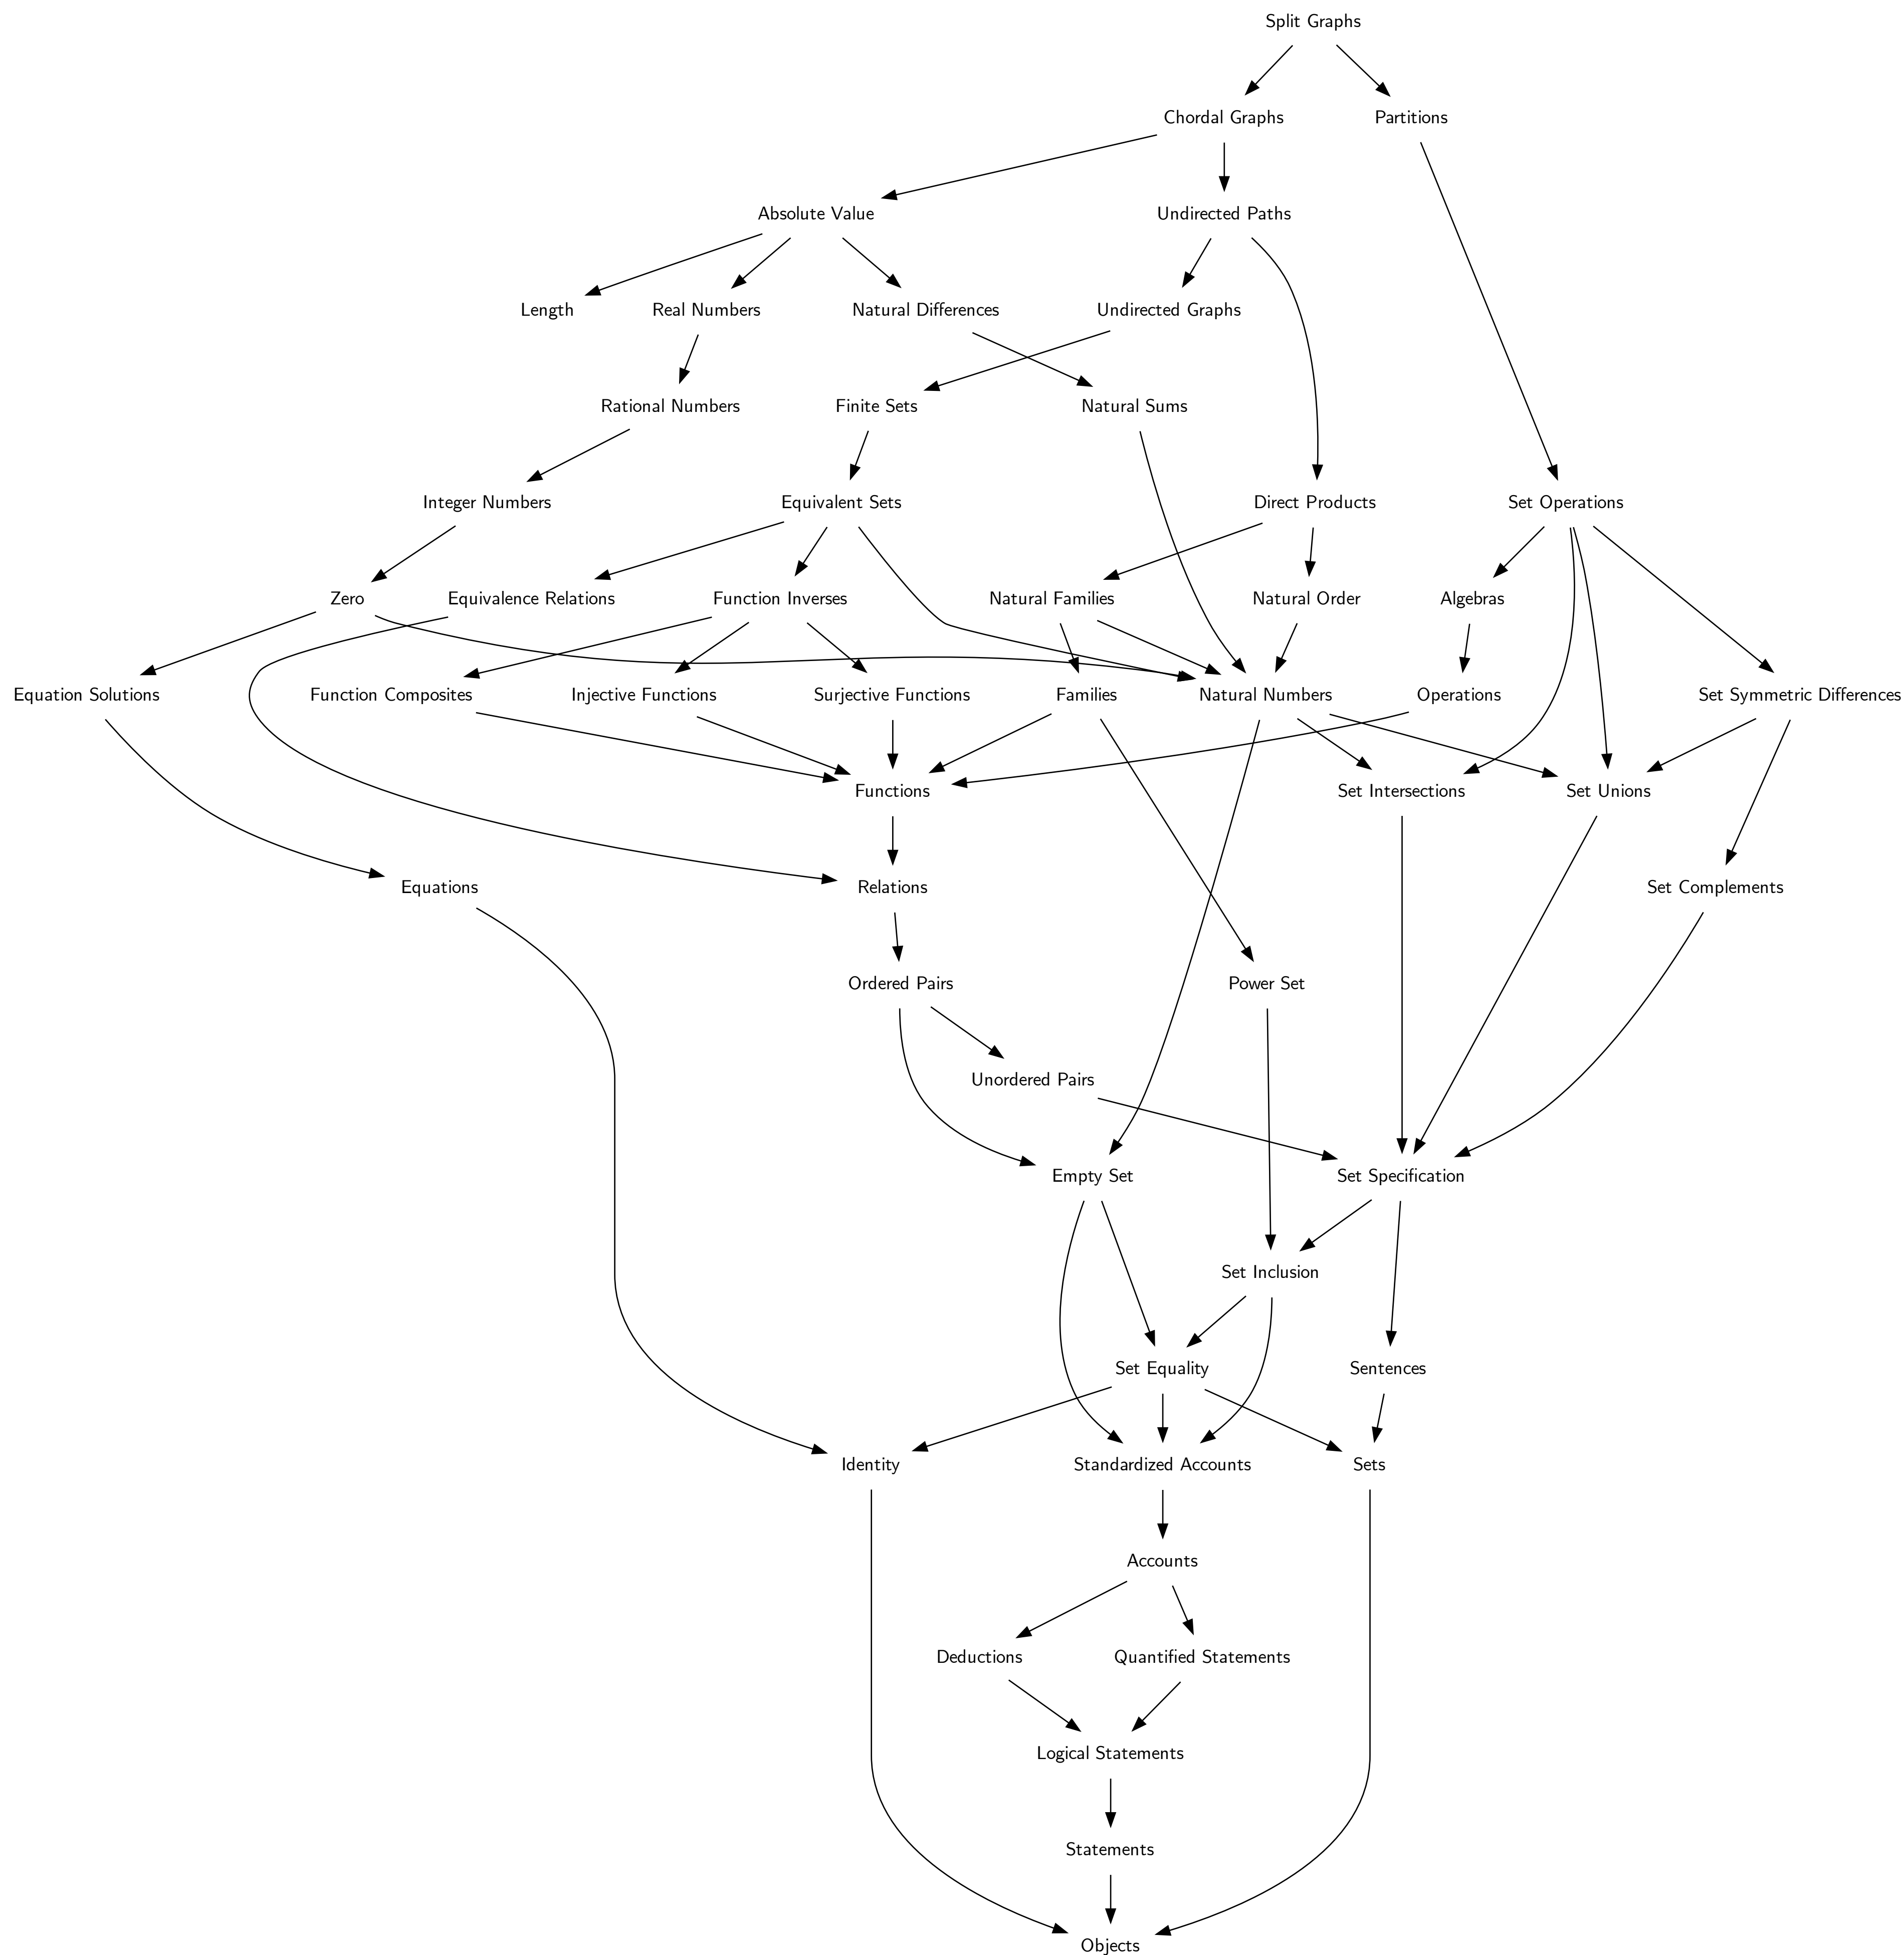 Split Graphs
Chordal Graphs
Partitions
Absolute Value
Undirected Paths
Length
Real Numbers
Natural Differences
Undirected Graphs
Rational Numbers
Finite Sets
Natural Sums
Integer Numbers
Equivalent Sets
Direct Products
Set Operations
Zero
Equivalence Relations
Function Inverses
Natural Families
Natural Order
Algebras
Equation Solutions
Function Composites
Injective Functions
Surjective Functions
Families
Natural Numbers
Operations
Set Symmetric Differences
Functions
Set Intersections
Set Unions
Equations
Relations
Set Complements
Ordered Pairs
Power Set
Unordered Pairs
Empty Set
Set Specification
Set Inclusion
Set Equality
Sentences
Identity
Standardized Accounts
Sets
Accounts
Deductions
Quantified Statements
Logical Statements
Statements
Objects